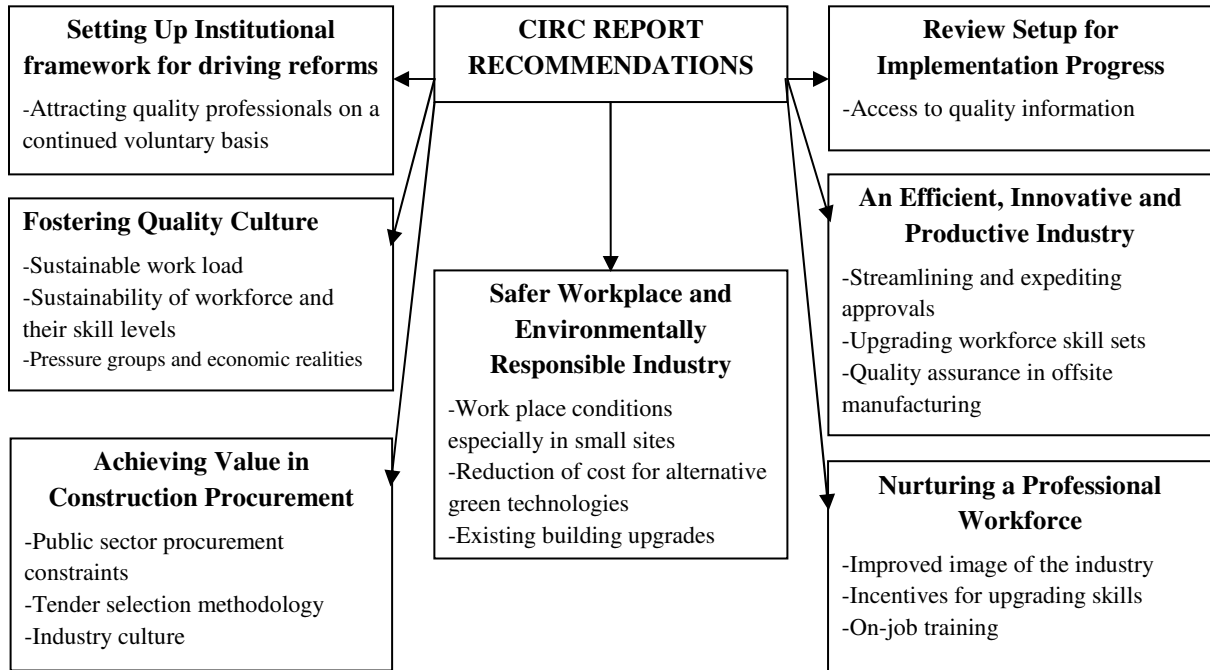 CIRC REPORT
RECOMMENDATIONS
Setting Up Institutional
framework for driving reforms
-Attracting quality professionals on a
continued voluntary basis
Fostering Quality Culture
-Sustainable work load
-Sustainability of workforce and
their skill levels
-Pressure groups and economic realities
Achieving Value in
Construction Procurement
-Public sector procurement
constraints
-Tender selection methodology
-Industry culture
Safer Workplace and
Environmentally
Responsible Industry
-Work place conditions
especially in small sites
-Reduction of cost for alternative
green technologies
-Existing building upgrades
Review Setup for
Implementation Progress
-Access to quality information
An Efficient, Innovative and
Productive Industry
-Streamlining and expediting
approvals
-Upgrading workforce skill sets
-Quality assurance in offsite
manufacturing
Nurturing a Professional
Workforce
-Improved image of the industry
-Incentives for upgrading skills
-On-job training